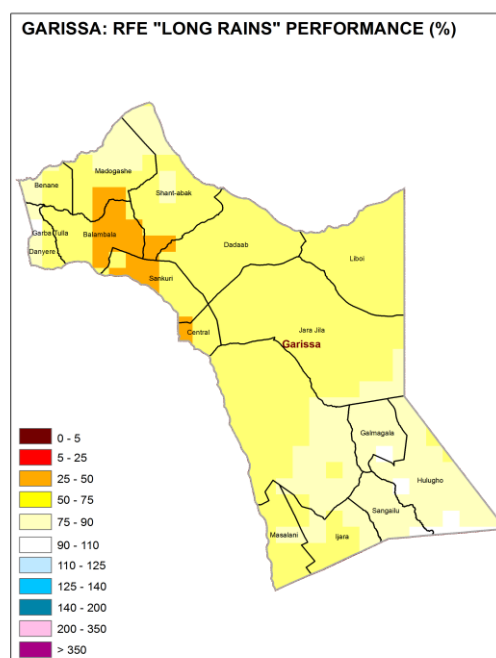 GARISSA: RFE "LONG RAINS" PERFORMANCE (%)
Madogashe
Benane
Shant-abak
Garba Tulla
Balambala
Danyere
Dadaab
Liboi
Sankuri
Central
Jara Jila
Garissa
Galmagala
Hulugho
Sangailu
Masalani
Ijara
0 - 5
5 - 25
25 - 50
50 - 75
75 - 90
90 - 110
110 - 125
125 - 140
140 - 200
200 - 350
> 350